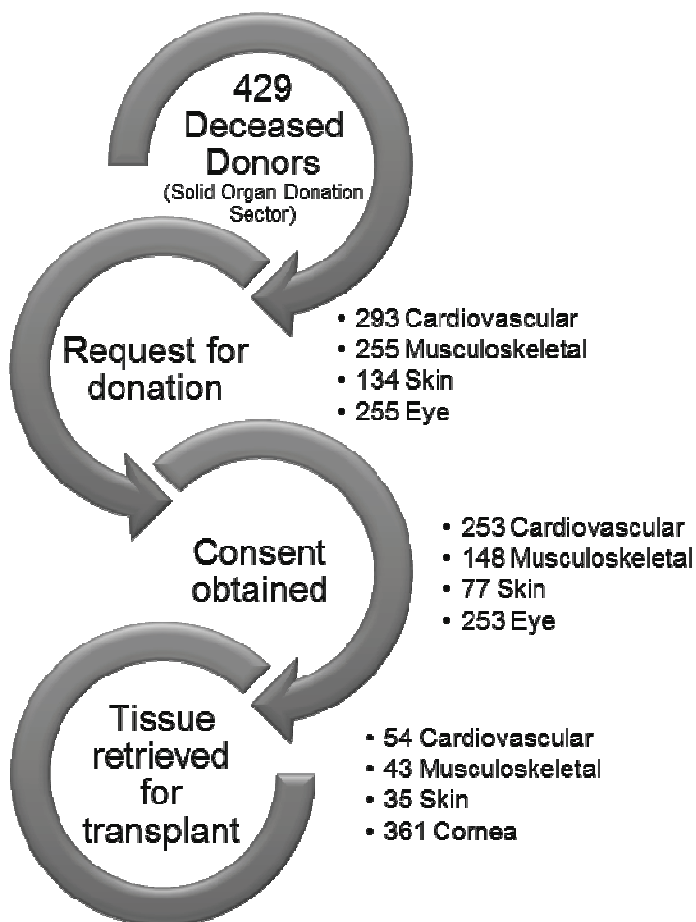 429
Deceased
Donors
(Solid Organ Donation
Sector)
Request for
donation
• 293 Cardiovascular
• 255 Musculoskeletal
• 134 Skin
• 255 Eye
Consent
obtained
• 253 Cardiovascular
• 148 Musculoskeletal
• 77 Skin
• 253 Eye
Tissue
retrieved
for
transplant
• 54 Cardiovascular
• 43 Musculoskeletal
• 35 Skin
• 361 Cornea